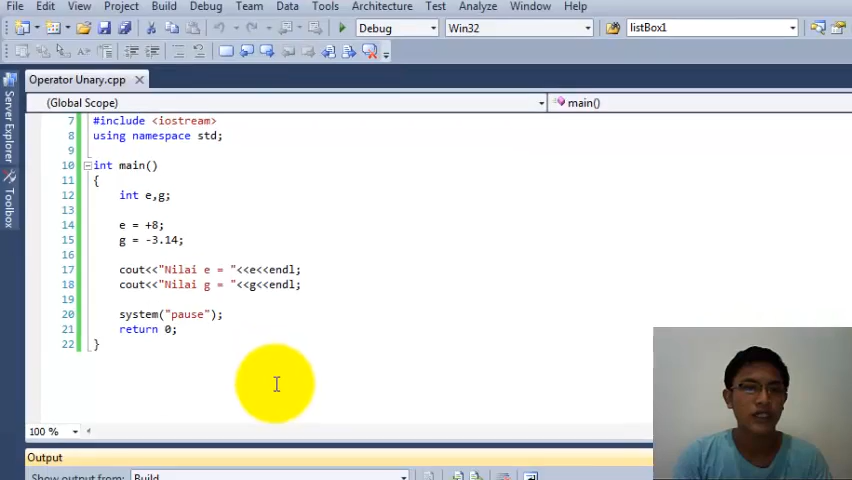 File Edit View Project Build Debug Team Data Tools Architecture Test Analyze Window Help
Debug Win32 listBox1
Operator Unary.cpp
(Global Scope) main()
Server Explorer
Toolbox
7 #include <iostream>
8 using namespace std;
9
10 int main()
11 {
12 int e,g;
13
14 e = +8;
15 g = -3.14;
16
17 cout<<"Nilai e = "<<e<<endl;
18 cout<<"Nilai g = "<<g<<endl;
19
20 system("pause");
21 return 0;
22 }
100 %
Output
Show output from: Build